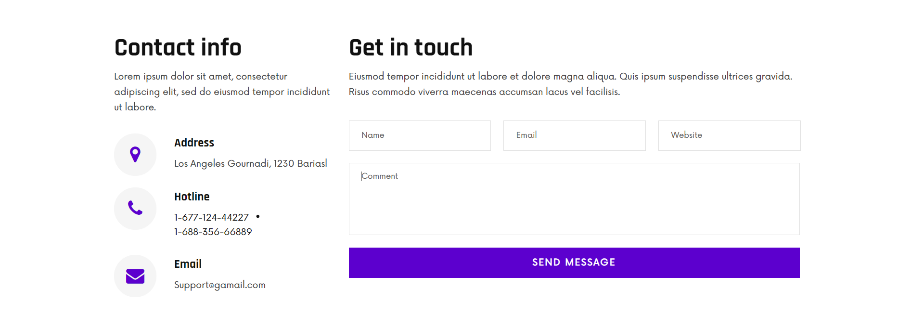 Contact info
Lorem ipsum dolor sit amet, consectetur
adipiscing elit, sed do eiusmod tempor incididunt
ut labore.
Address
Los Angeles Gournadi, 1230 Bariasl
Hotline
1-677-124-44227 •
1-688-356-66889
Email
Support@gamail.com
Get in touch
Eiusmod tempor incididunt ut labore et dolore magna aliqua. Quis ipsum suspendisse ultrices gravida.
Risus commodo viverra maecenas accumsan lacus vel facilisis.
Name
Email
Website
Comment
SEND MESSAGE